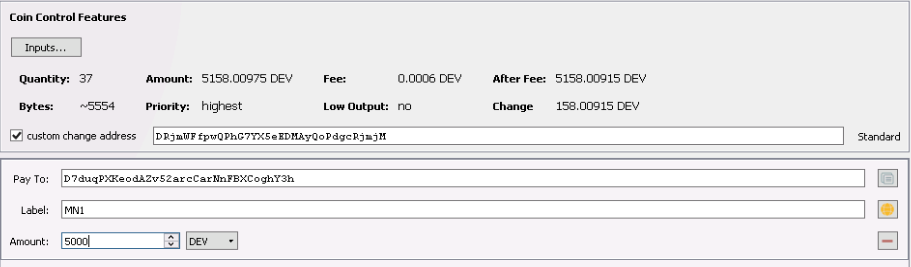 Coin Control Features
Inputs...
Quantity: 37 Amount: 5158.00975 DEV Fee: 0.0006 DEV After Fee: 5158.00915 DEV
Bytes: ~5554 Priority: highest Low Output: no Change 158.00915 DEV
custom change address DRjmWFfpwQPhG7YX5eEDMAyQoPdgcRjmjM Standard
Pay To: D7duqPXKeodAZv52arcCarNnFBXCoghY3h
Label: MN1
Amount: 5000 DEV